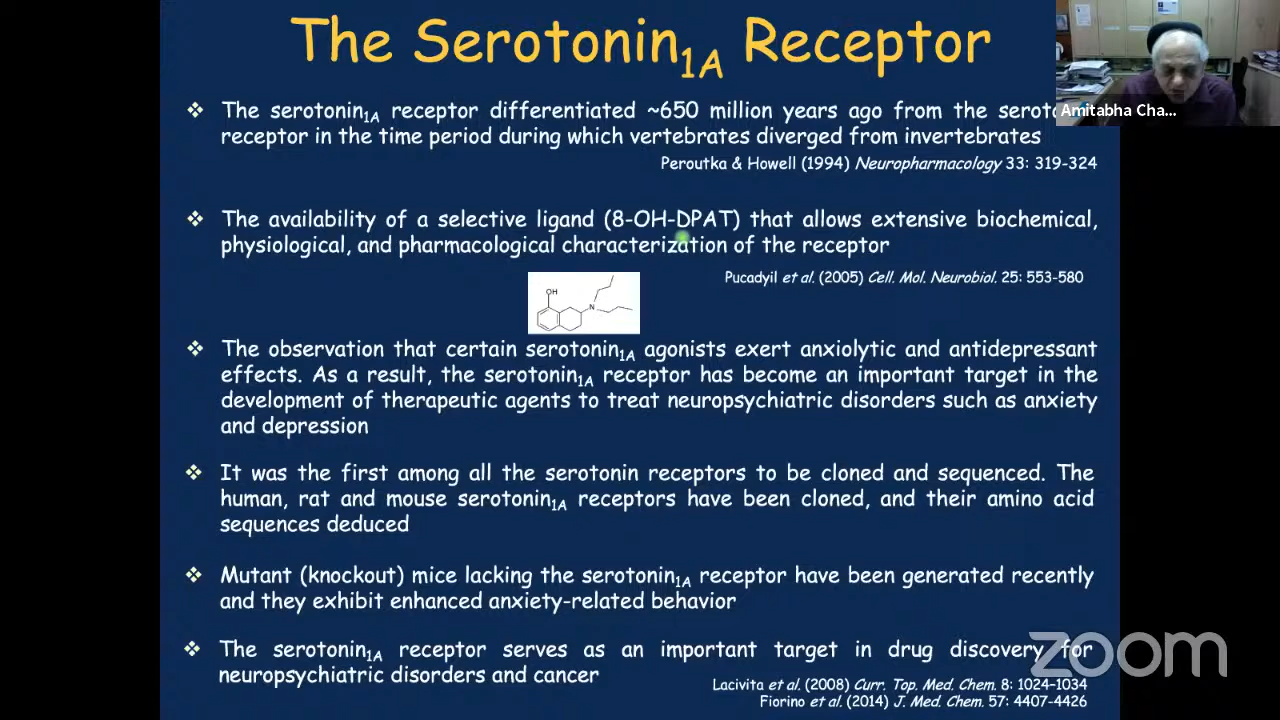 The Serotonin1A Receptor
Amitabha Cha...
❖ The serotonin1A receptor differentiated ~650 million years ago from the
receptor in the time period during which vertebrates diverged from invertebrates
Peroutka & Howell (1994) Neuropharmacology 33: 319-324
❖ The availability of a selective ligand (8-OH-DPAT) that allows extensive biochemical,
physiological, and pharmacological characterization of the receptor
Pucadyil et al. (2005) Cell. Mol. Neurobiol. 25: 553-580
OH
N
❖ The observation that certain serotonin1A agonists exert anxiolytic and antidepressant
effects. As a result, the serotonin1A receptor has become an important target in the
development of therapeutic agents to treat neuropsychiatric disorders such as anxiety
and depression
❖ It was the first among all the serotonin receptors to be cloned and sequenced. The
human, rat and mouse serotonin1A receptors have been cloned, and their amino acid
sequences deduced
❖ Mutant (knockout) mice lacking the serotonin1A receptor have been generated recently
and they exhibit enhanced anxiety-related behavior
❖ The serotonin1A receptor serves as an important target in drug discovery for
neuropsychiatric disorders and cancer
zoom
Lacivita et al. (2008) Curr. Top. Med. Chem. 8: 1024-1034
Fiorino et al. (2014) J. Med. Chem. 57: 4407-4426